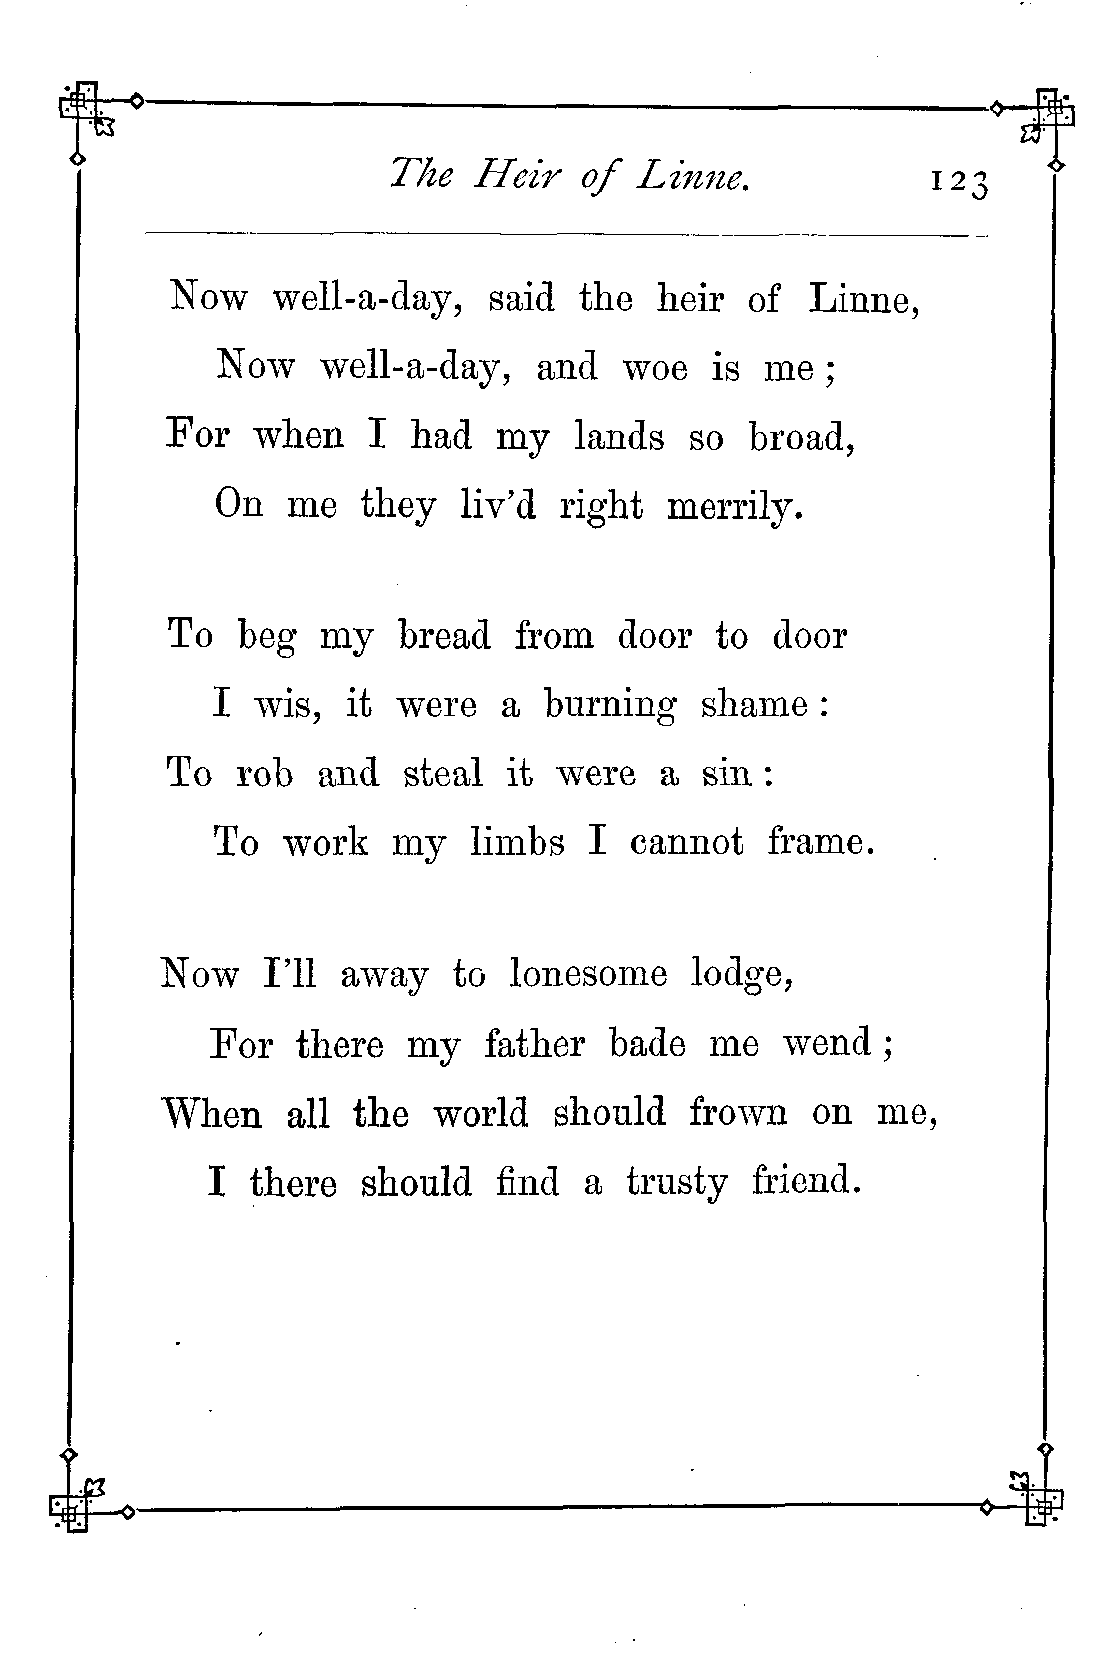 The Heir of Linne. 123
Now well-a-day, said the heir of Linne,
Now well-a-day, and woe is me ;
For when I had my lands so broad,
On me they liv’d right merrily.
To beg my bread from door to door
I wis, it were a burning shame :
To rob and steal it were a sin :
To work my limbs I cannot frame.
Now I’ll away to lonesome lodge,
For there my father bade me wend ;
When all the world should frown on me,
I there should find a trusty friend.